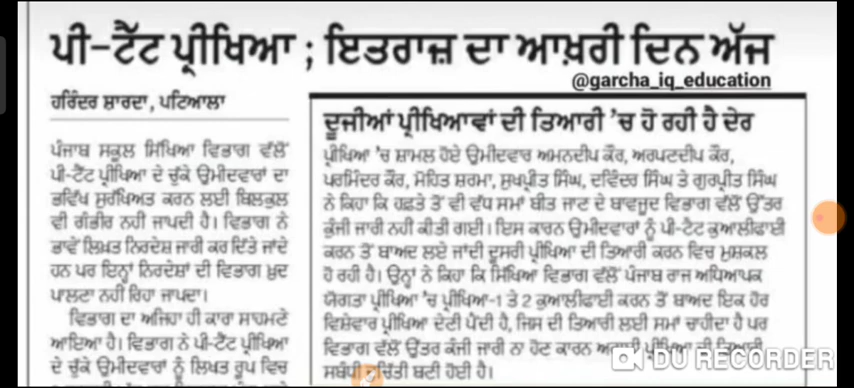 ਪੀ-ਟੈੱਟ ਪ੍ਰੀਖਿਆ ; ਇਤਰਾਜ਼ ਦਾ ਆਖ਼ਰੀ ਦਿਨ ਅੱਜ
@garcha_iq_education
ਹਰਿੰਦਰ ਸ਼ਾਰਦਾ, ਪਟਿਆਲਾ
ਪੰਜਾਬ ਸਕੂਲ ਸਿੱਖਿਆ ਵਿਭਾਗ ਵੱਲੋਂ
ਪੀ-ਟੈੱਟ ਪ੍ਰੀਖਿਆ ਦੇ ਚੁੱਕੇ ਉਮੀਦਵਾਰਾਂ ਦਾ
ਭਵਿੱਖ ਸੁਰੱਖਿਅਤ ਕਰਨ ਲਈ ਬਿਲਕੁਲ
ਵੀ ਗੰਭੀਰ ਨਹੀਂ ਜਾਪਦੀ ਹੈ। ਵਿਭਾਗ ਨੇ
ਭਾਵੇਂ ਲਿਖਤ ਨਿਰਦੇਸ਼ ਜਾਰੀ ਕਰ ਦਿੱਤੇ ਜਾਂਦੇ
ਹਨ ਪਰ ਇਨ੍ਹਾਂ ਨਿਰਦੇਸ਼ਾਂ ਦੀ ਵਿਭਾਗ ਖ਼ੁਦ
ਪਾਲਣਾ ਨਹੀਂ ਰਿਹਾ ਜਾਪਦਾ।
ਵਿਭਾਗ ਦਾ ਅਜਿਹਾ ਹੀ ਕਾਰਾ ਸਾਹਮਣੇ
ਆਇਆ ਹੈ। ਵਿਭਾਗ ਨੇ ਪੀ-ਟੈੱਟ ਪ੍ਰੀਖਿਆ
ਦੇ ਚੁੱਕੇ ਉਮੀਦਵਾਰਾਂ ਨੂੰ ਲਿਖਤ ਰੂਪ ਵਿਚ
ਦੂਜੀਆਂ ਪ੍ਰੀਖਿਆਵਾਂ ਦੀ ਤਿਆਰੀ 'ਚ ਹੋ ਰਹੀ ਹੈ ਦੇਰ
ਪ੍ਰੀਖਿਆ 'ਚ ਸ਼ਾਮਲ ਹੋਏ ਉਮੀਦਵਾਰ ਅਮਨਦੀਪ ਕੌਰ, ਅਰਪਣਦੀਪ ਕੌਰ,
ਪਰਮਿੰਦਰ ਕੌਰ, ਮੋਹਿਤ ਸ਼ਰਮਾ, ਸੁਖਪ੍ਰੀਤ ਸਿੰਘ, ਦਵਿੰਦਰ ਸਿੰਘ ਤੇ ਗੁਰਪ੍ਰੀਤ ਸਿੰਘ
ਨੇ ਕਿਹਾ ਕਿ ਹਫ਼ਤੇ ਤੋਂ ਵੀ ਵੱਧ ਸਮਾਂ ਬੀਤ ਜਾਣ ਦੇ ਬਾਵਜੂਦ ਵਿਭਾਗ ਵੱਲੋਂ ਉੱਤਰ
ਕੁੰਜੀ ਜਾਰੀ ਨਹੀਂ ਕੀਤੀ ਗਈ। ਇਸ ਕਾਰਨ ਉਮੀਦਵਾਰਾਂ ਨੂੰ ਪੀ-ਟੈਟ ਕੁਆਲੀਫਾਈ
ਕਰਨ ਤੋਂ ਬਾਅਦ ਲਏ ਜਾਂਦੀ ਦੂਸਰੀ ਪ੍ਰੀਖਿਆ ਦੀ ਤਿਆਰੀ ਕਰਨ ਵਿਚ ਮੁਸ਼ਕਲ
ਹੋ ਰਹੀ ਹੈ। ਉਨ੍ਹਾਂ ਨੇ ਕਿਹਾ ਕਿ ਸਿੱਖਿਆ ਵਿਭਾਗ ਵੱਲੋਂ ਪੰਜਾਬ ਰਾਜ ਅਧਿਆਪਕ
ਯੋਗਤਾ ਪ੍ਰੀਖਿਆ 'ਚ ਪ੍ਰੀਖਿਆ-1 ਤੇ 2 ਕੁਆਲੀਫਾਈ ਕਰਨ ਤੋਂ ਬਾਅਦ ਇਕ ਹੋਰ
ਵਿਸ਼ੇਵਾਰ ਪ੍ਰੀਖਿਆ ਦੇਣੀ ਪੈਂਦੀ ਹੈ, ਜਿਸ ਦੀ ਤਿਆਰੀ ਲਈ ਸਮਾਂ ਚਾਹੀਦਾ ਹੈ ਪਰ
ਵਿਭਾਗ ਵੱਲੋਂ ਉੱਤਰ ਕੁੰਜੀ ਜਾਰੀ ਨਾ ਹੋਣ ਕਾਰਨ ਪ੍ਰੀਖਿਆ ਦੀ ਤਿਆਰੀ
ਸਬੰਧੀ ਬਣੀ ਹੋਈ ਹੈ।
DU RECORDER